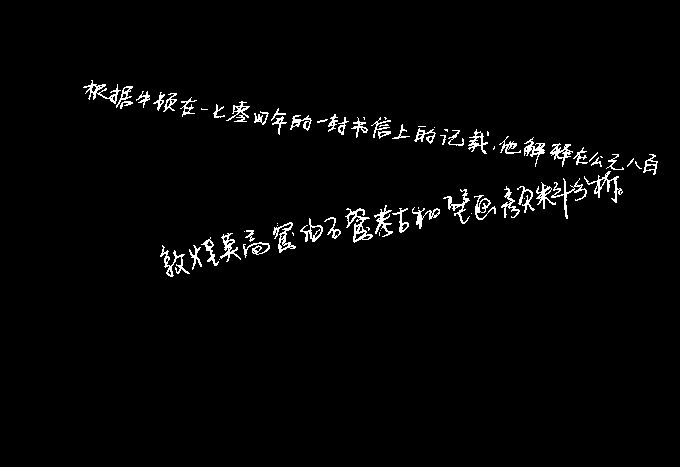 根据牛顿在一七零四年的一封书信上的记载,他解释在公元八百
敦煌莫高窟的石窟考古和壁画颜料分析。